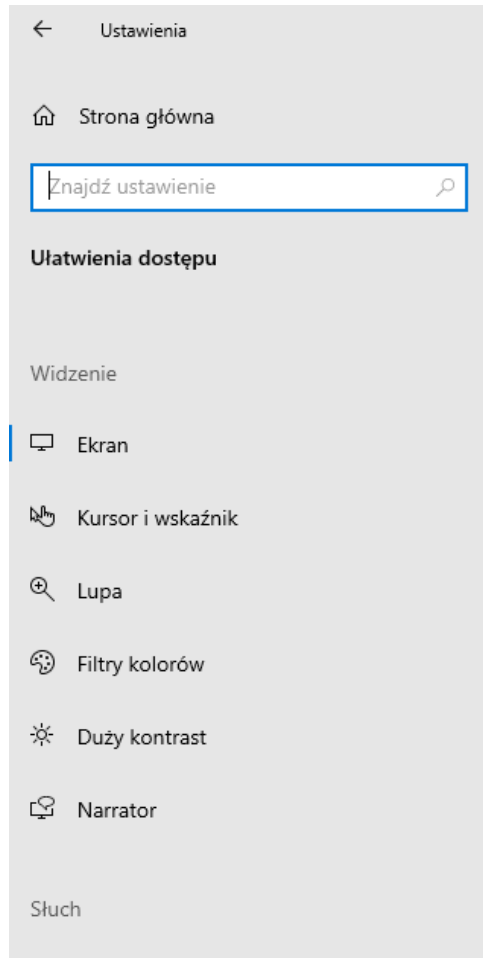 Ustawienia
Strona główna
Znajdź ustawienie
Ułatwienia dostępu
Widzenie
Ekran
Kursor i wskaźnik
Lupa
Filtry kolorów
Duży kontrast
Narrator
Słuch